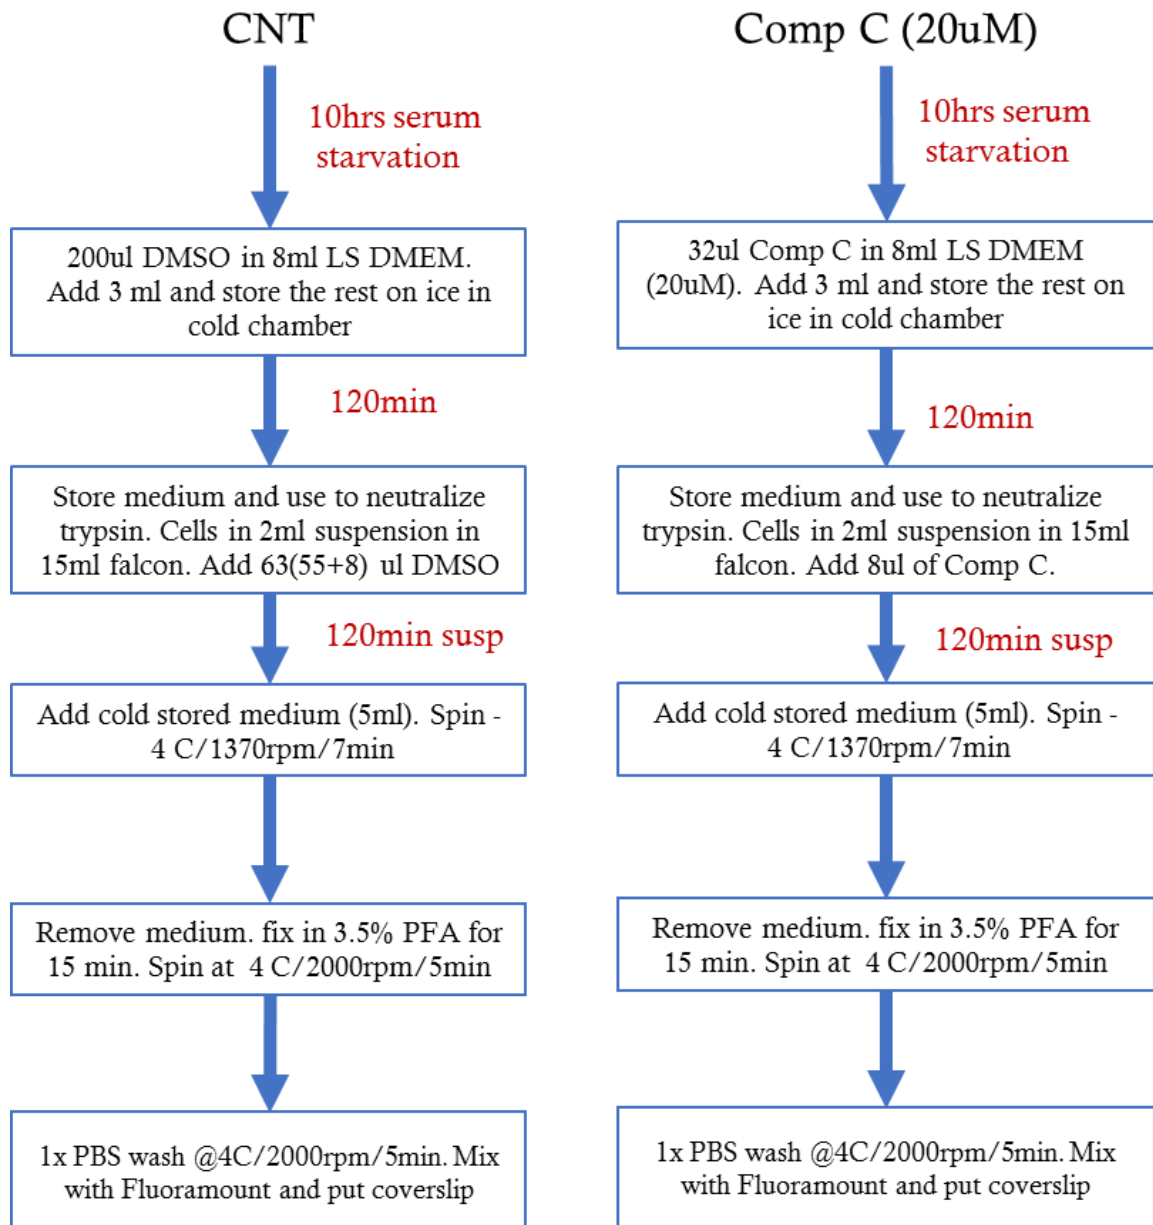 CNT
10hrs serum
starvation
200ul DMSO in 8ml LS DMEM.
Add 3 ml and store the rest on ice in
cold chamber
120min
Store medium and use to neutralize
trypsin. Cells in 2ml suspension in
15ml falcon. Add 63(55+8) ul DMSO
120min susp
Add cold stored medium (5ml). Spin -
4 C/1370rpm/7min
Remove medium. fix in 3.5% PFA for
15 min. Spin at 4 C/2000rpm/5min
1x PBS wash @4C/2000rpm/5min. Mix
with Fluoramount and put coverslip
Comp C (20uM)
10hrs serum
starvation
32ul Comp C in 8ml LS DMEM
(20uM). Add 3 ml and store the rest on
ice in cold chamber
120min
Store medium and use to neutralize
trypsin. Cells in 2ml suspension in 15ml
falcon. Add 8ul of Comp C.
120min susp
Add cold stored medium (5ml). Spin -
4 C/1370rpm/7min
Remove medium. fix in 3.5% PFA for
15 min. Spin at 4 C/2000rpm/5min
1x PBS wash @4C/2000rpm/5min. Mix
with Fluoramount and put coverslip